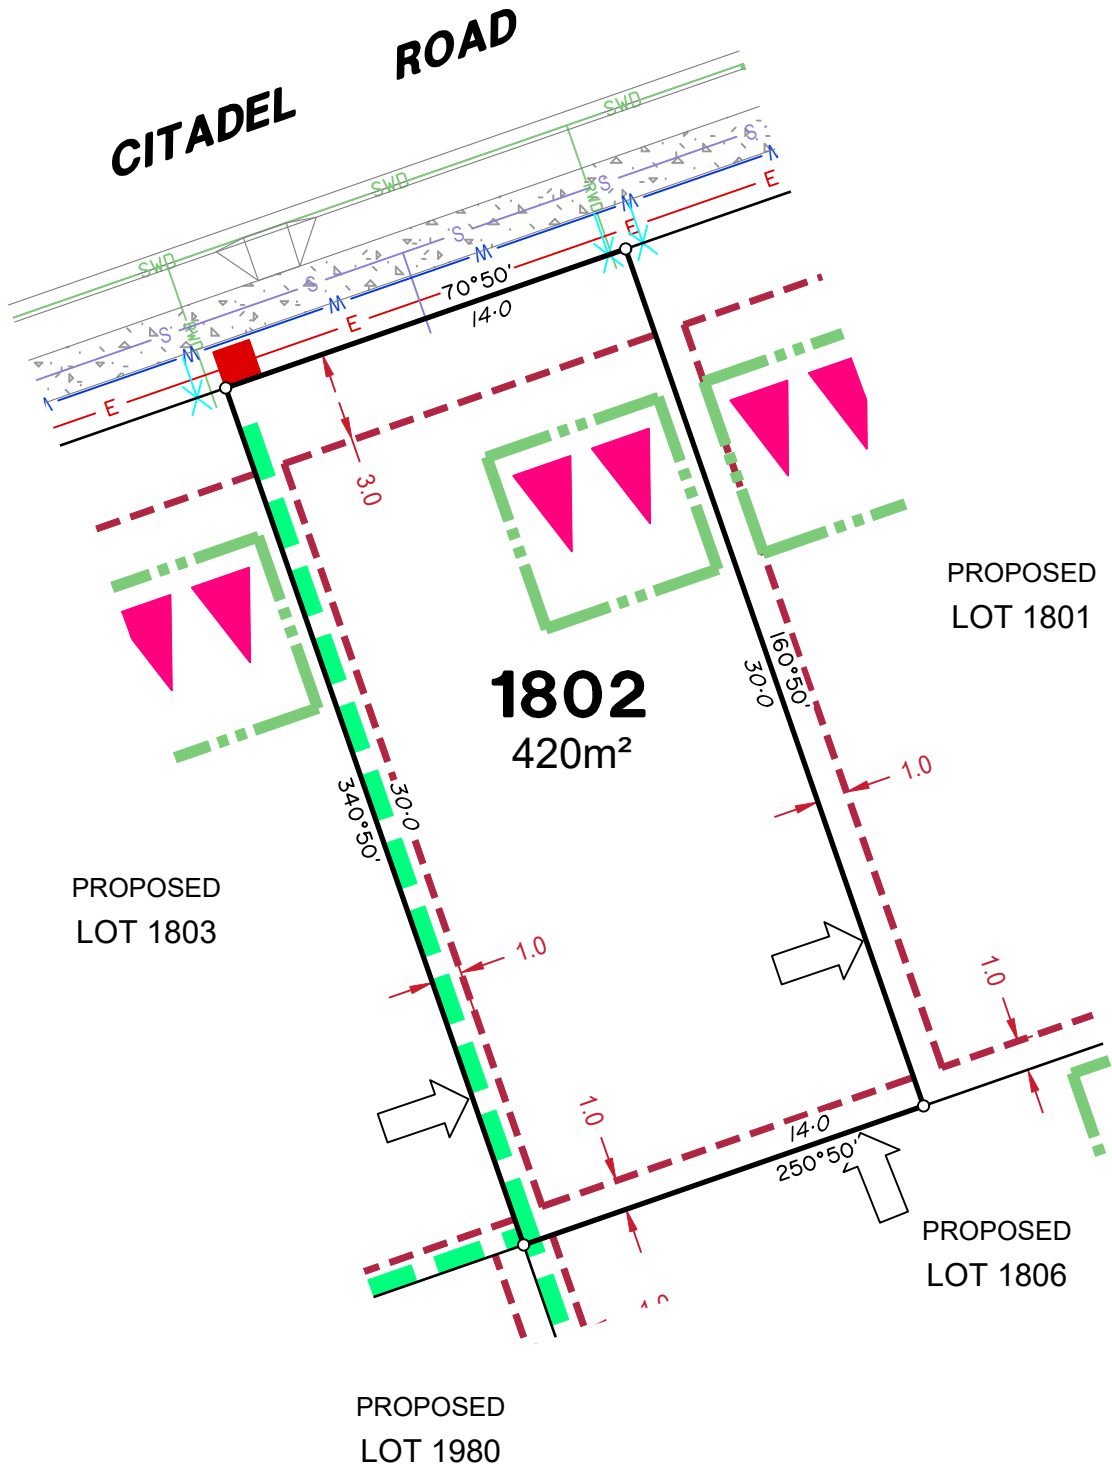 CITADEL ROAD
SWD
SWD
SWD
RWD
RWD
S
S
S
S
S
W
W
W
W
E
E
E
E
70°50'
14·0
3.0
PROPOSED
LOT 1801
1802
420m²
160°50'
30·0
1.0
340°50'
30·0
PROPOSED
LOT 1803
1.0
1.0
1.0
14·0
250°50'
PROPOSED
LOT 1806
PROPOSED
LOT 1980